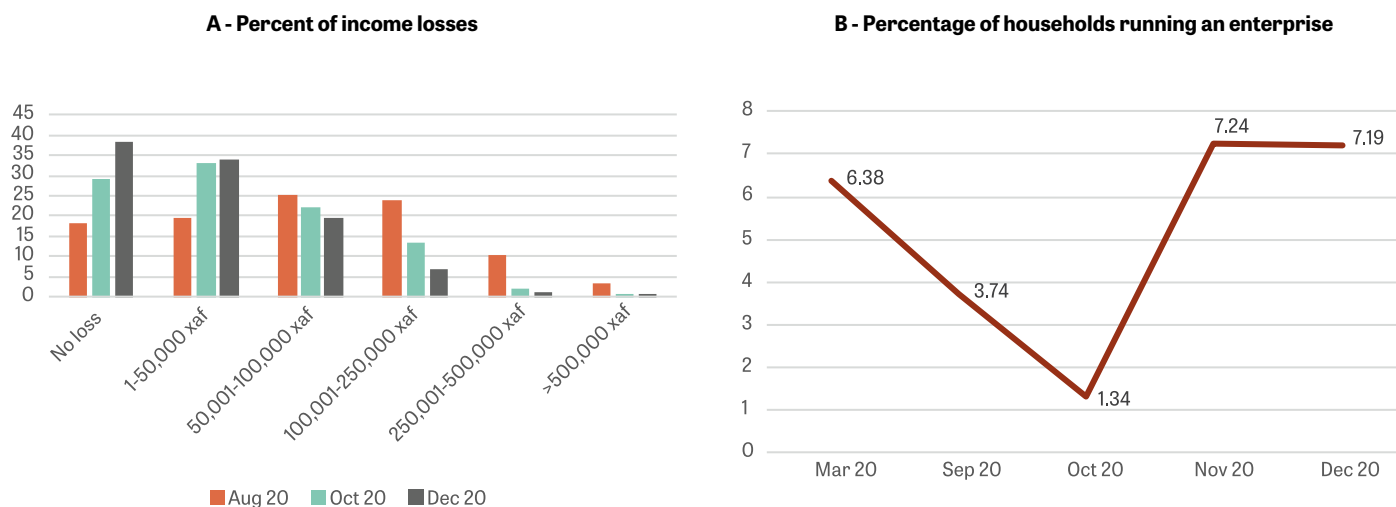 A - Percent of income losses
45
40
35
30
25
20
15
10
5
0
No loss
1-50,000 xaf
50,001-100,000 xaf
100,001-250,000 xaf
250,001-500,000 xaf
>500,000 xaf
Aug 20 Oct 20 Dec 20
B - Percentage of households running an enterprise
8
7
6
5
4
3
2
1
0
6.38
3.74
1.34
7.24
7.19
Mar 20 Sep 20 Oct 20 Nov 20 Dec 20